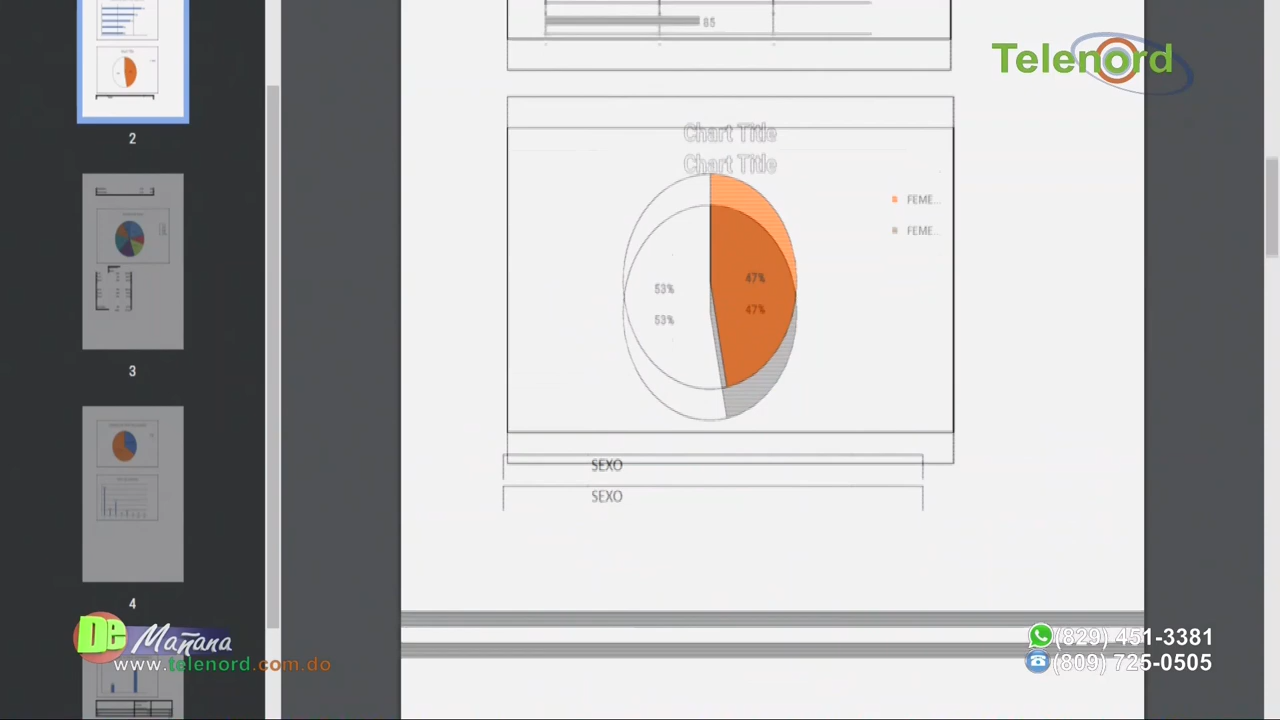 65
Telenord
2
Chart Title
Chart Title
FEME...
FEME...
47%
53%
47%
53%
3
SEXO
SEXO
4
De Mañana
www.telenord.com.do
(829) 451-3381
(809) 725-0505